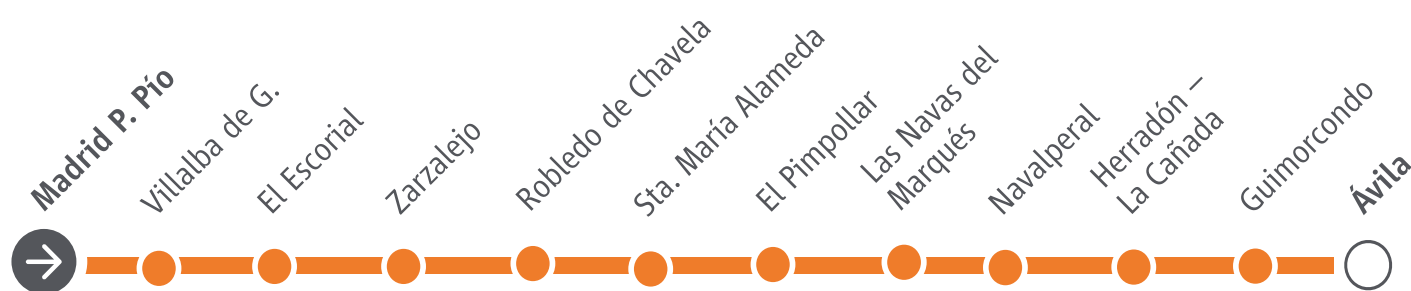 Madrid P. Pío
Villalba de G.
El Escorial
Zarzalejo
Robledo de Chavela
Sta. María Alameda
El Pimpollar
Las Navas del
Marqués
Navalperal
Herradón –
La Cañada
Guimorcondo
Ávila